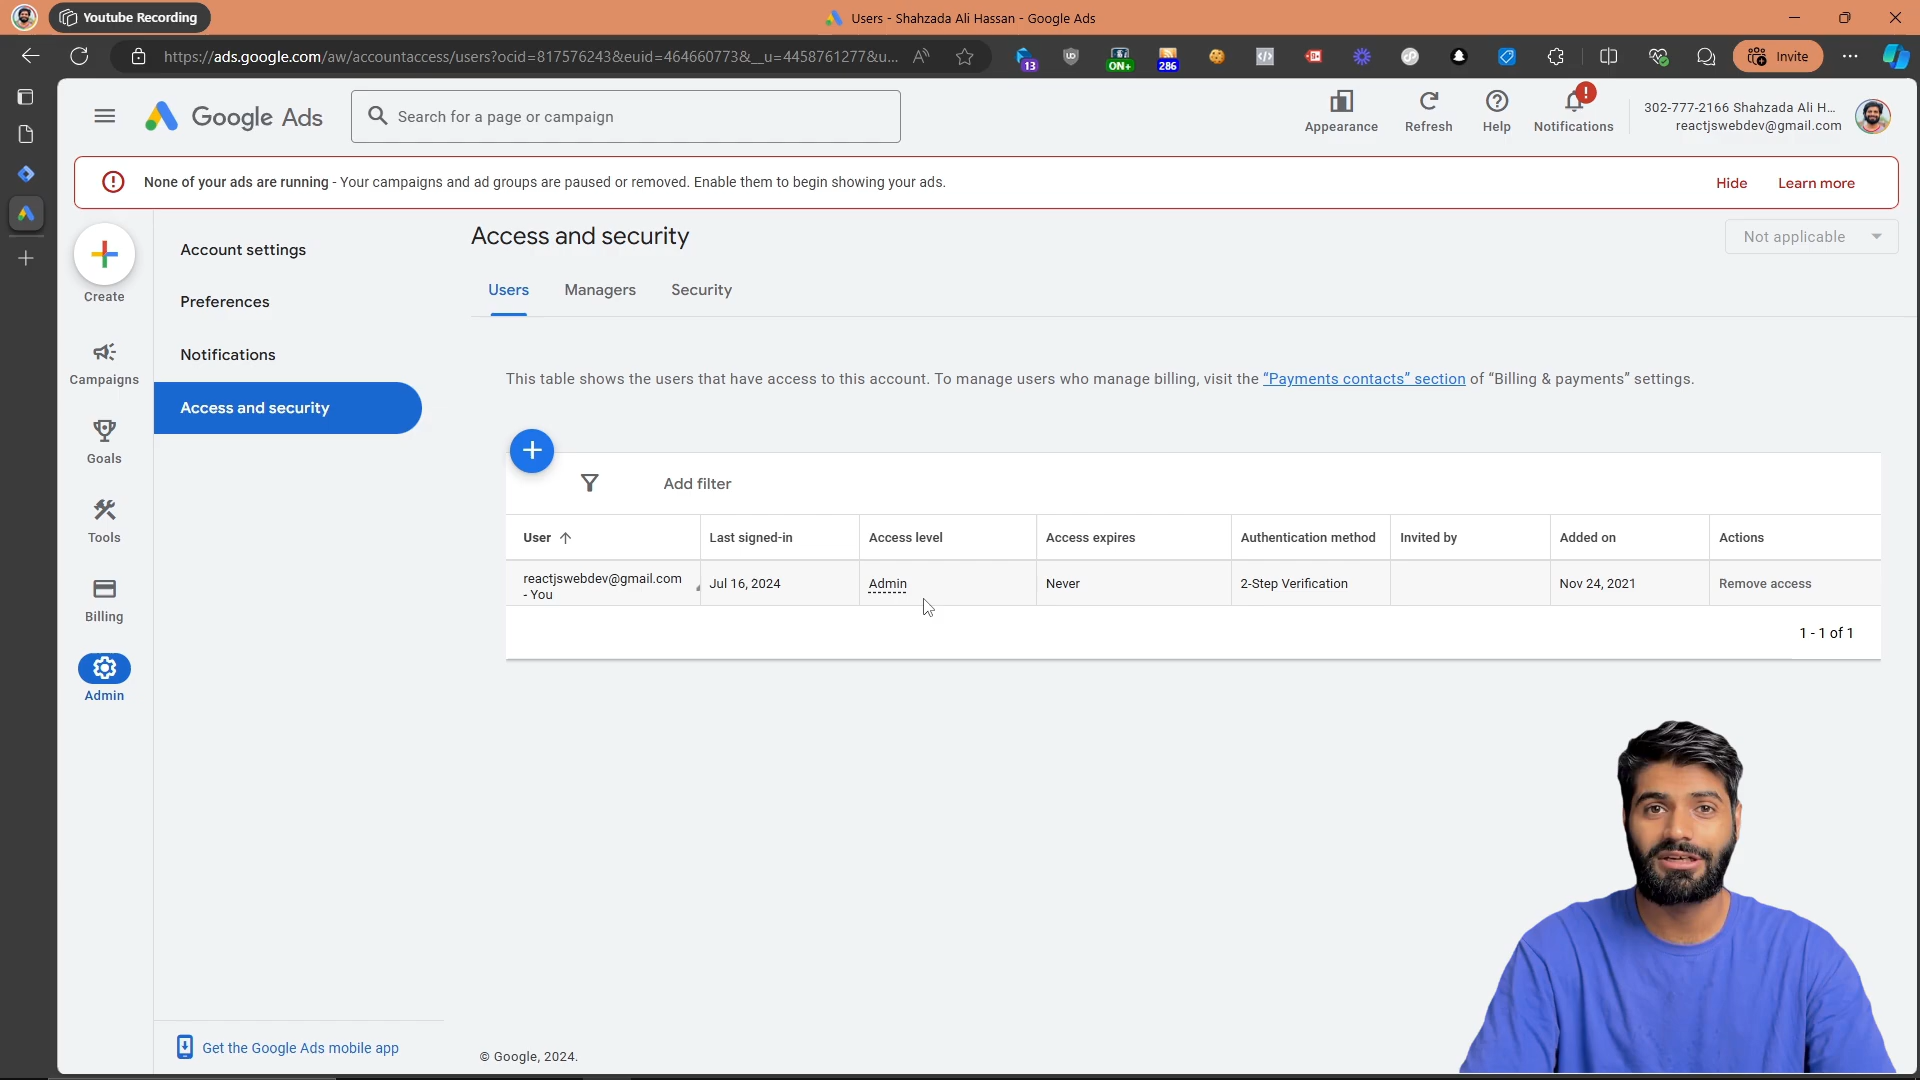 Youtube Recording
Users - Shahzada Ali Hassan - Google Ads
https://ads.google.com/aw/accountaccess/users?ocid=817576243&euid=464660773&__u=4458761277&u...
13
ON+
286
Invite
Google Ads
Search for a page or campaign
Appearance
Refresh
Help
Notifications
302-777-2166 Shahzada Ali H...
reactjswebdev@gmail.com
None of your ads are running - Your campaigns and ad groups are paused or removed. Enable them to begin showing your ads.
Hide
Learn more
Create
Campaigns
Goals
Tools
Billing
Admin
Account settings
Preferences
Notifications
Access and security
Access and security
Not applicable
Users
Managers
Security
This table shows the users that have access to this account. To manage users who manage billing, visit the “Payments contacts” section of “Billing & payments” settings.
Add filter
User
Last signed-in
Access level
Access expires
Authentication method
Invited by
Added on
Actions
reactjswebdev@gmail.com
- You
Jul 16, 2024
Admin
Never
2-Step Verification
Nov 24, 2021
Remove access
1 - 1 of 1
Get the Google Ads mobile app
© Google, 2024.